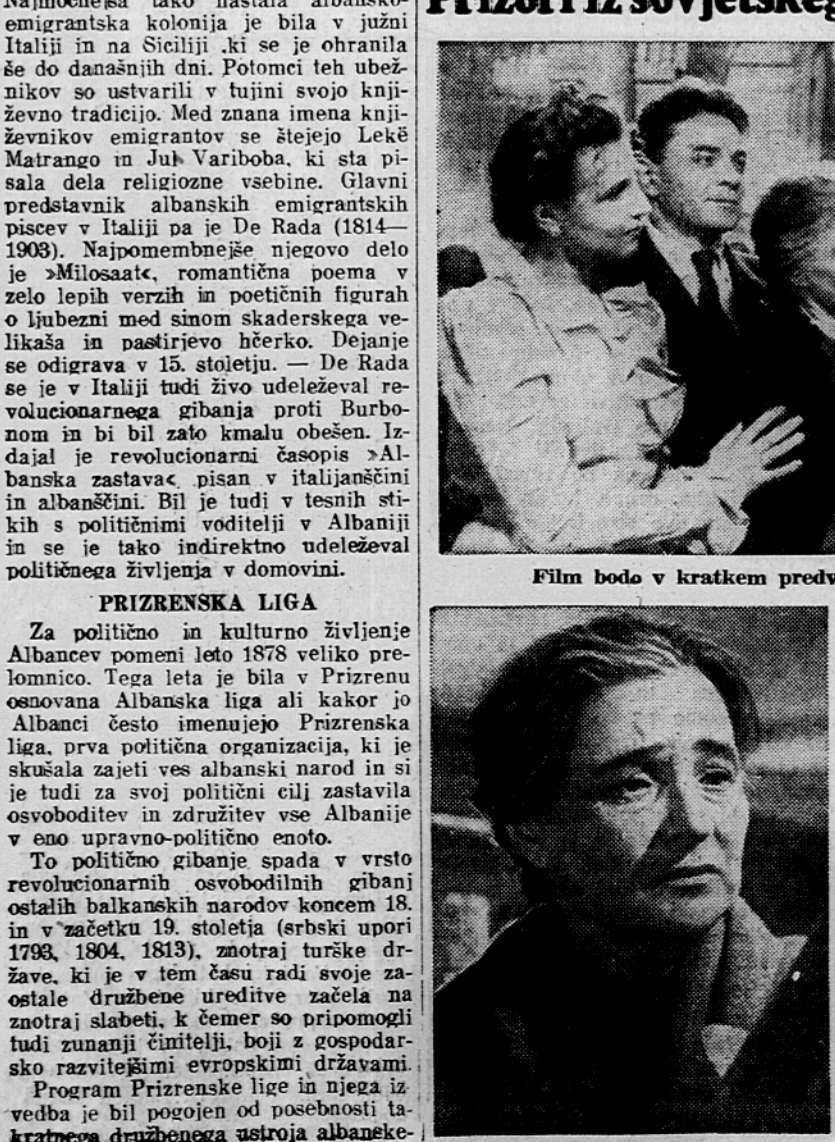 Najmočnejša tako nastala albansko-
emigrantska kolonija je bila v južni
Italiji in na Siciliji .ki se je ohranila
še do današnjih dni. Potomci teh ubež-
nikov so ustvarili v tujini svojo knji-
ževno tradicijo. Med znana imena knji-
ževnikov emigrantov se štejejo Lekë
Matrango in Jul Variboba, ki sta pi-
sala dela religiozne vsebine. Glavni
predstavnik albanskih emigrantskih
piscev v Italiji pa je De Rada (1814—
1903). Najpomembnejše njegovo delo
je »Milosaat«, romantična poema v
zelo lepih verzih in poetičnih figurah
o ljubezni med sinom skaderskega ve-
likaša in pastirjevo hčerko. Dejanje
se odigrava v 15. stoletju. — De Rada
se je v Italiji tudi živo udeleževal re-
volucionarnega gibanja proti Burbo-
nom in bi bil zato kmalu obešen. Iz-
dajal je revolucionarni časopis »Al-
banska zastava« pisan v italijanščini
in albanščini. Bil je tudi v tesnih sti-
kih s političnimi voditelji v Albaniji
in se je tako indirektno udeleževal
političnega življenja v domovini.
PRIZRENSKA LIGA
Za politično in kulturno življenje
Albancev pomeni leto 1878 veliko pre-
lomnico. Tega leta je bila v Prizrenu
osnovana Albanska liga ali kakor jo
Albanci često imenujejo Prizrenska
liga, prva politična organizacija, ki je
skušala zajeti ves albanski narod in si
je tudi za svoj politični cilj zastavila
osvoboditev in združitev vse Albanije
v eno upravno-politično enoto.
To politično gibanje spada v vrsto
revolucionarnih osvobodilnih gibanj
ostalih balkanskih narodov koncem 18.
in v začetku 19. stoletja (srbski upori
1793, 1804, 1813), znotraj turške dr-
žave, ki je v tem času radi svoje za-
ostale družbene ureditve začela na
znotraj slabeti, k čemer so pripomogli
tudi zunanji činitelji, boji z gospodar-
sko razvitejšimi evropskimi državami.
Program Prizrenske lige in njega iz
vedba je bil pogojen od posebnosti ta-
kratnega družbenega ustroja albanske-
Prizori iz sovjetskeg
Film bodo v kratkem predv